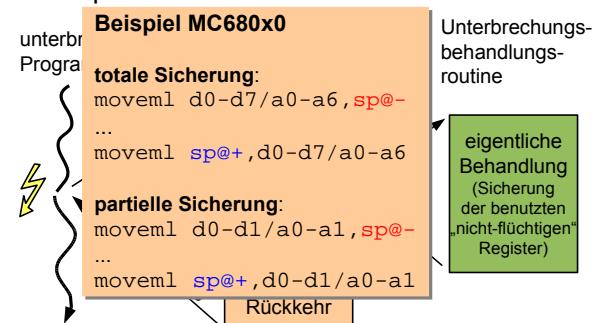 Beispiel MC680x0
totale Sicherung:
moveml d0-d7/a0-a6,sp@-
...
moveml sp@+,d0-d7/a0-a6
partielle Sicherung:
moveml d0-d1/a0-a1,sp@-
...
moveml sp@+,d0-d1/a0-a1
Unterbrechungs-
behandlungs-
routine
eigentliche
Behandlung
(Sicherung
der benutzten
„nicht-flüchtigen“
Register)
Rückkehr